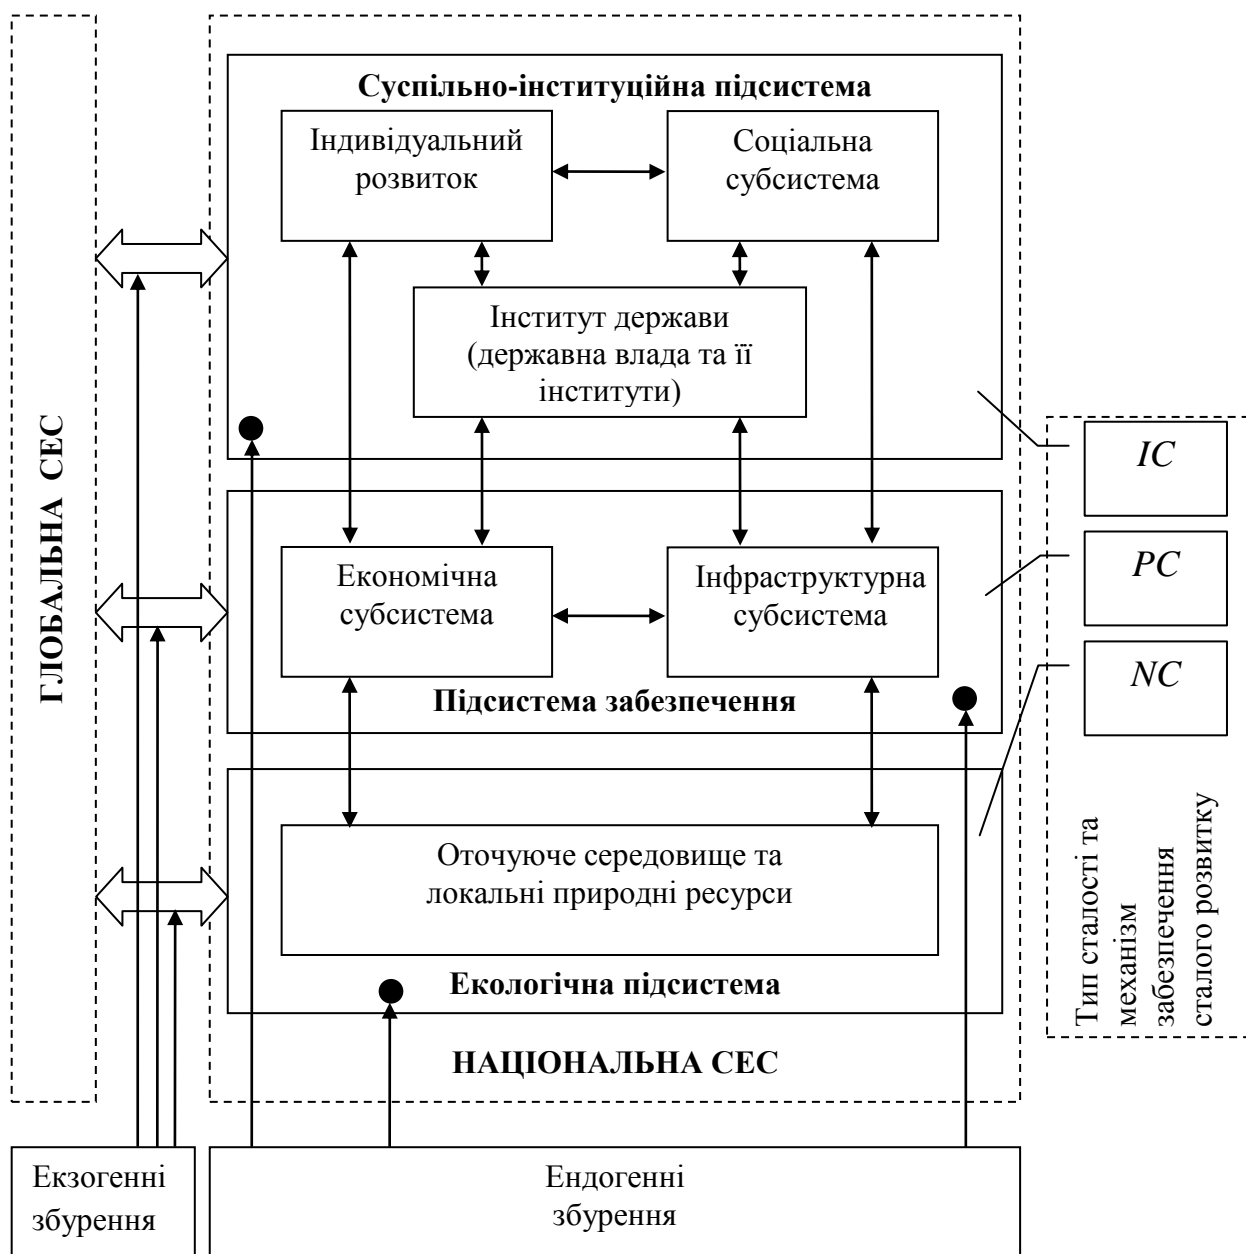 Суспільно-інституційна підсистема
Індивідуальний
розвиток
Соціальна
субсистема
Інститут держави
(державна влада та її
інститути)
ГЛОБАЛЬНА СЕС
IC
PC
NC
Економічна
субсистема
Інфраструктурна
субсистема
Підсистема забезпечення
Оточуюче середовище та
локальні природні ресурси
Екологічна підсистема
НАЦІОНАЛЬНА СЕС
Тип сталості та
механізм
забезпечення
сталого розвитку
Екзогенні
збурення
Ендогенні
збурення